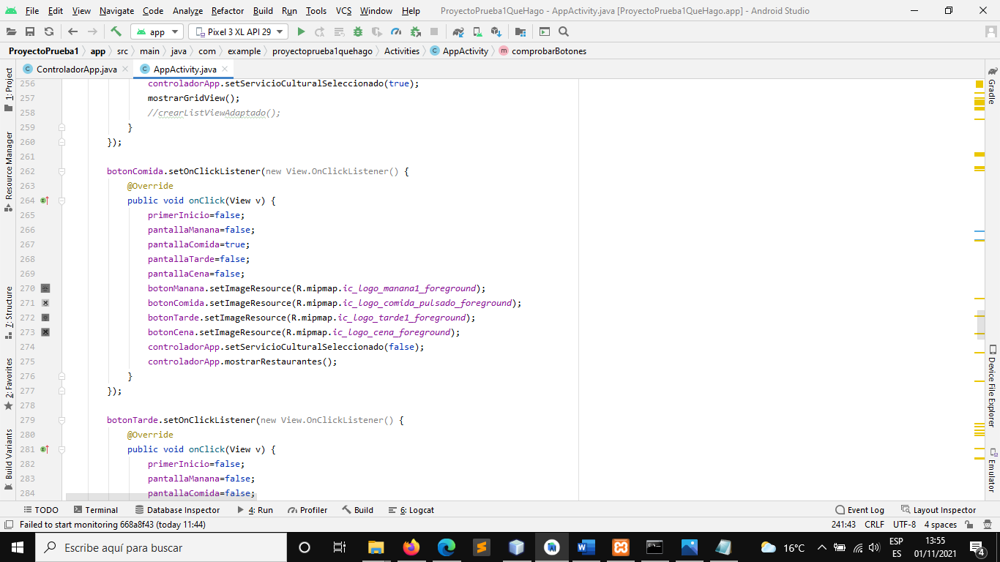 File Edit View Navigate Code Analyze Refactor Build Run Tools VCS Window Help ProyectoPrueba1QueHago - AppActivity.java [ProyectoPrueba1QueHago.app] - Android Studio
app Pixel 3 XL API 29
ProyectoPrueba1 app src main java com example proyectoprueba1quehago Activities AppActivity comprobarBotones
ControladorApp.java AppActivity.java
1: Project
Resource Manager
7: Structure
2: Favorites
Build Variants
256 controladorApp.setServicioCulturalSeleccionado(true);
257 mostrarGridView();
258 //crearListViewAdaptado();
259 }
260 });
261
262 botonComida.setOnClickListener(new View.OnClickListener() {
263 @Override
264 public void onClick(View v) {
265 primerInicio=false;
266 pantallaManana=false;
267 pantallaComida=true;
268 pantallaTarde=false;
269 pantallaCena=false;
270 botonManana.setImageResource(R.mipmap.ic_logo_manana1_foreground);
271 botonComida.setImageResource(R.mipmap.ic_logo_comida_pulsado_foreground);
272 botonTarde.setImageResource(R.mipmap.ic_logo_tarde1_foreground);
273 botonCena.setImageResource(R.mipmap.ic_logo_cena_foreground);
274 controladorApp.setServicioCulturalSeleccionado(false);
275 controladorApp.mostrarRestaurantes();
276 }
277 });
278
279 botonTarde.setOnClickListener(new View.OnClickListener() {
280 @Override
281 public void onClick(View v) {
282 primerInicio=false;
283 pantallaManana=false;
284 pantallaComida=false;
Gradle
Device File Explorer
Emulator
TODO Terminal Database Inspector 4: Run Profiler Build 6: Logcat Event Log Layout Inspector
Failed to start monitoring 668a8f43 (today 11:44) 241:43 CRLF UTF-8 4 spaces
Escribe aquí para buscar 16°C ESP 13:55
ES 01/11/2021 4